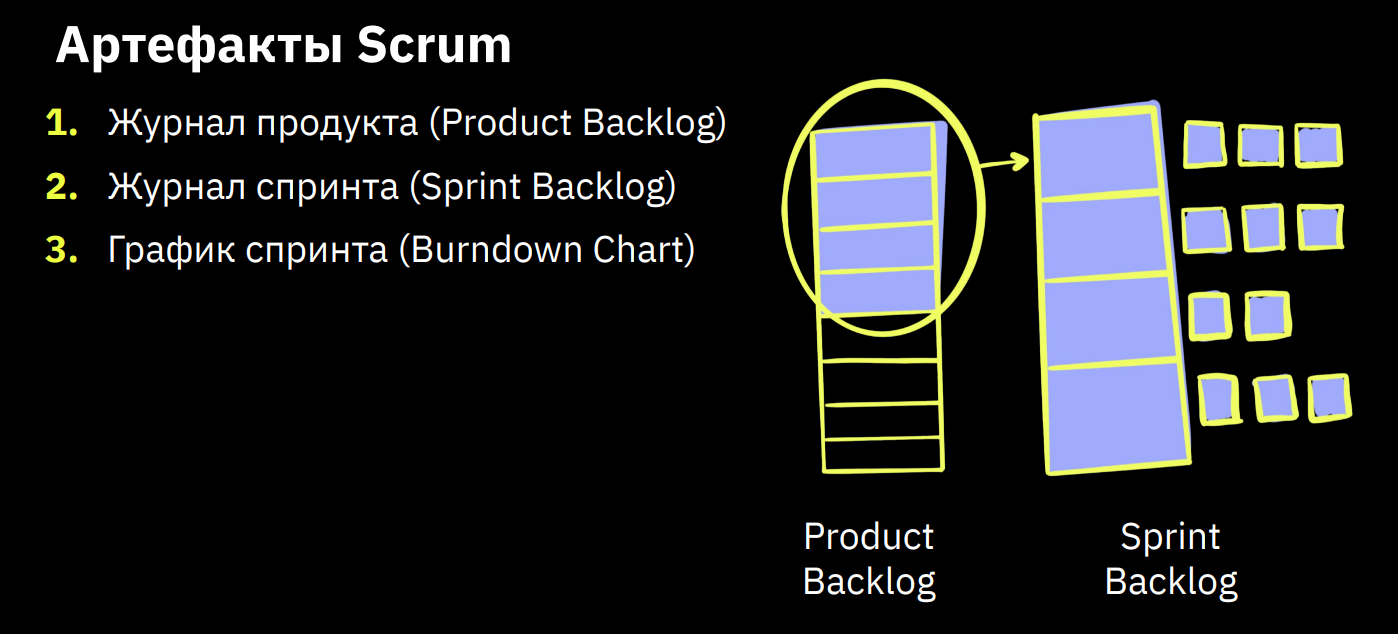 Артефакты Scrum
1. Журнал продукта (Product Backlog)
2. Журнал спринта (Sprint Backlog)
3. График спринта (Burndown Chart)
Product
Backlog
Sprint
Backlog